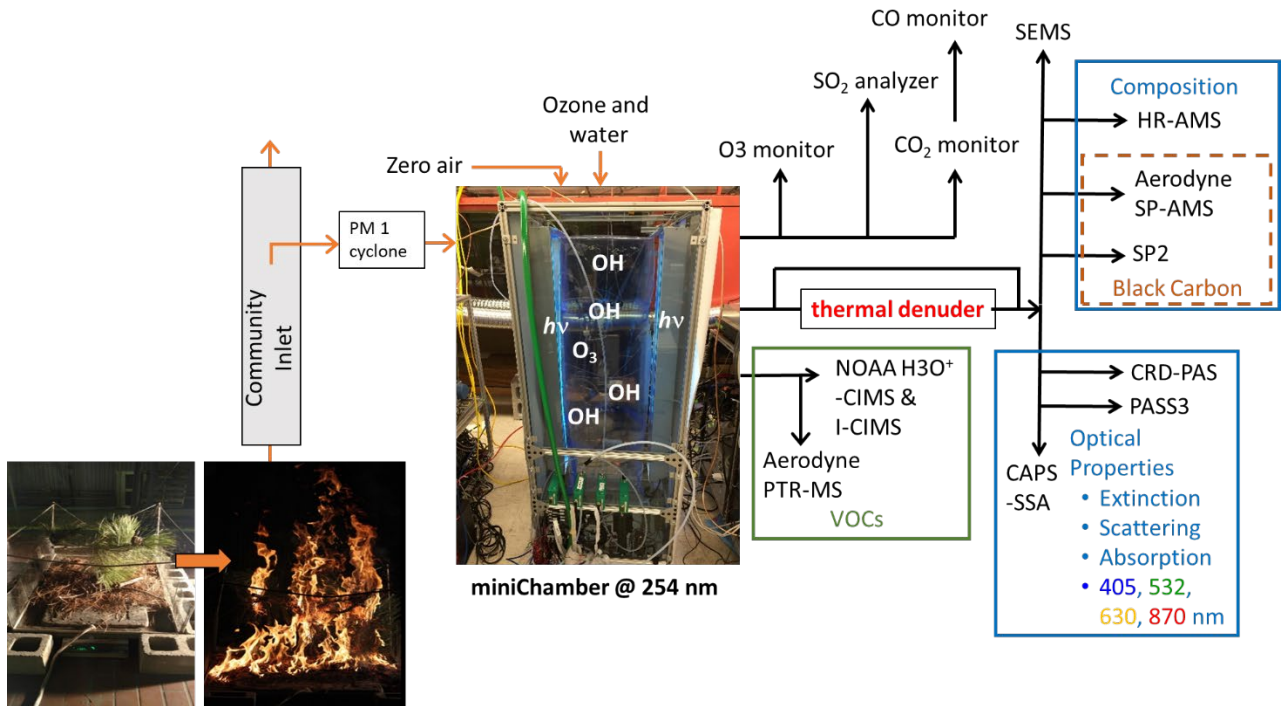 CO monitor
SEMS
SO₂ analyzer
Composition
HR-AMS
Ozone and
water
O3 monitor
CO₂ monitor
Zero air
Aerodyne
SP-AMS
SP2
Black Carbon
Community
Inlet
PM 1
cyclone
OH
OH
hν
hν
O₃
OH
OH
thermal denuder
NOAA H3O⁺
-CIMS &
I-CIMS
Aerodyne
PTR-MS
VOCs
CRD-PAS
PASS3
CAPS
-SSA
Optical
Properties
• Extinction
• Scattering
• Absorption
• 405, 532,
630, 870 nm
miniChamber @ 254 nm